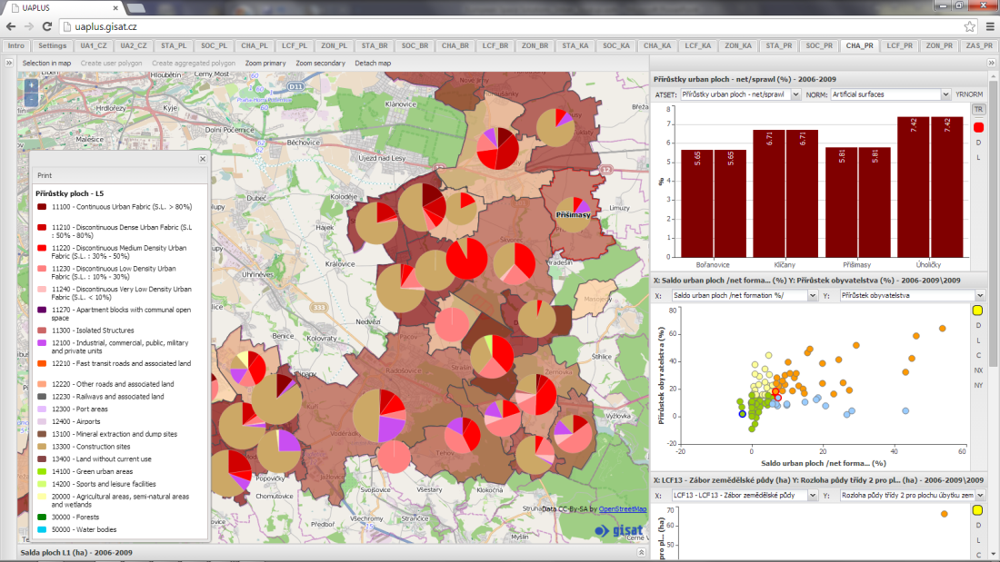 UAPLUS
uaplus.gisat.cz
Intro Settings UA1_CZ UA2_CZ STA_PL SOC_PL CHA_PL LCF_PL ZON_PL STA_BR SOC_BR CHA_BR LCF_BR ZON_BR STA_KA SOC_KA CHA_KA LCF_KA ZON_KA STA_PR SOC_PR CHA_PR LCF_PR ZON_PR ZAS_PR
Selection in map Create user polygon Create aggregated polygon Zoom primary Zoom secondary Detach map
Hloubětín
Černý Most
D11
Kyje
Hrdlořezy
Malešice
Dolní Počernice
Klánovice
Běchovice
Újezd nad Lesy
12
Koloděje
Dubeč
Hájek
Královice
Uhříněves
333
Nedvězí
Benice
Kolovraty
Limuzy
Přišimasy
Hradešín
Škvorec
Masojedy
Štíhlice
Vyžlovka
Radošovice
Voděrádky
Tehov
Popovičky
Chomutovice
Svojšovice
Všestary
Klokočná
Předboř
Všechromy
Strančice
Myšlín
Print
Přírůstky ploch - L5
11100 - Continuous Urban Fabric (S.L. > 80%)
11210 - Discontinuous Dense Urban Fabric (S.L
: 50% - 80%)
11220 - Discontinuous Medium Density Urban
Fabric (S.L. : 30% - 50%)
11230 - Discontinuous Low Density Urban
Fabric (S.L. : 10% - 30%)
11240 - Discontinuous Very Low Density Urban
Fabric (S.L. < 10%)
11270 - Apartment blocks with communal open
space
11300 - Isolated Structures
12100 - Industrial, commercial, public, military
and private units
12210 - Fast transit roads and associated land
12220 - Other roads and associated land
12230 - Railways and associated land
12300 - Port areas
12400 - Airports
13100 - Mineral extraction and dump sites
13300 - Construction sites
13400 - Land without current use
14100 - Green urban areas
14200 - Sports and leisure facilities
20000 - Agricultural areas, semi-natural areas
and wetlands
30000 - Forests
50000 - Water bodies
Data CC-By-SA by OpenStreetMap
gisat
Salda ploch L1 (ha) - 2006-2009
Přírůstky urban ploch - net/sprawl (%) - 2006-2009
ATSET: Přírůstky urban ploch - net/sprawl NORM: Artificial surfaces YRNORM
TR
D
L
%
8
7
6
5
4
3
2
1
0
5.65 5.65 6.71 6.71 5.81 5.81 7.42 7.42
Bořanovice Klíčany Přišimasy Úholičky
X: Saldo urban ploch /net forma... (%) Y: Přírůstek obyvatelstva (%) - 2006-2009\2009
X: Saldo urban ploch /net formation %/ Y: Přírůstek obyvatelstva
D
L
C
NX
NY
Přírůstek obyvatelstva (%)
80
60
40
20
0
-20
-20 0 20 40 60
Saldo urban ploch /net forma... (%)
X: LCF13 - Zábor zemědělské půdy (ha) Y: Rozloha půdy třídy 2 pro pl... (ha) - 2006-2009\2009
X: LCF13 - LCF13 - Zábor zemědělské půdy Y: Rozloha půdy třídy 2 pro plochu úbytku zem
D
L
C
pro pl... (ha)
70
60
50
40